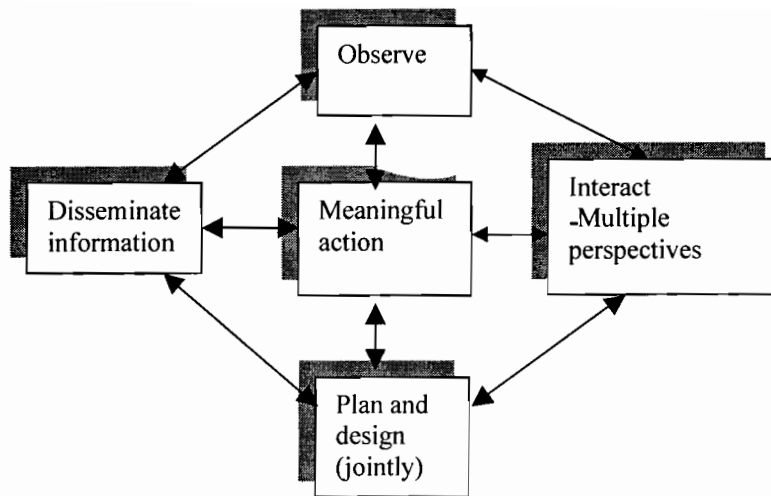 Observe
Disseminate
information
Meaningful
action
Interact
-Multiple
perspectives
Plan and
design
(jointly)